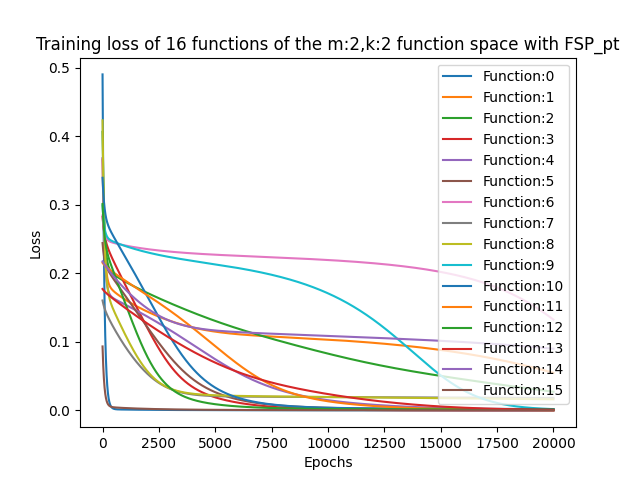 Training loss of 16 functions of the m:2,k:2 function space with FSP_pt
Loss
0.5
0.4
0.3
0.2
0.1
0.0
Function:0
Function:1
Function:2
Function:3
Function:4
Function:5
Function:6
Function:7
Function:8
Function:9
Function:10
Function:11
Function:12
Function:13
Function:14
Function:15
0 2500 5000 7500 10000 12500 15000 17500 20000
Epochs